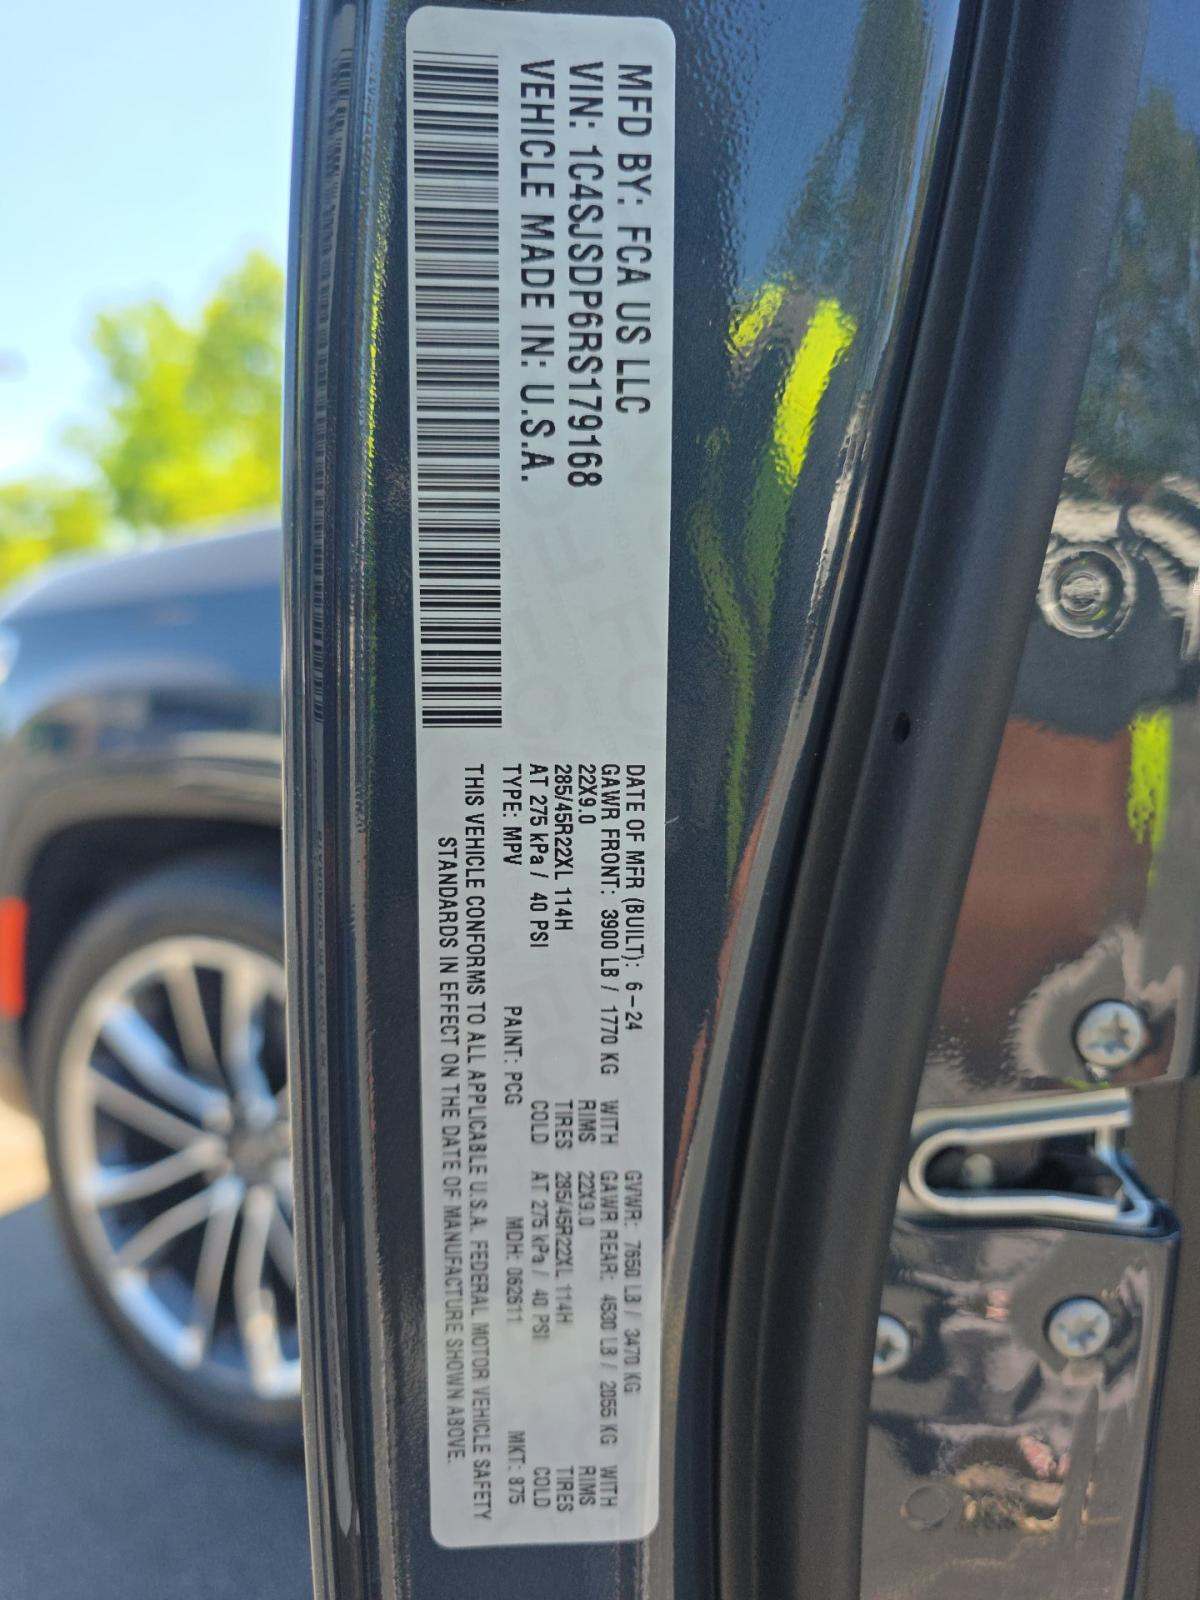 MFD BY: FCA US LLC
VIN: 1C4SJSDP6RS179168
VEHICLE MADE IN: U.S.A.
DATE OF MFR (BUILT): 6-24 GVWR: 7650 LB / 3470 KG
GAWR FRONT: 3900 LB / 1770 KG WITH GAWR REAR: 4530 LB / 2055 KG WITH
22X9.0 RIMS 22X9.0 RIMS
285/45R22XL 114H TIRES 285/45R22XL 114H TIRES
AT 275 kPa / 40 PSI COLD AT 275 kPa / 40 PSI COLD
TYPE: MPV PAINT: PCG MDH: 062611 MKT: 875
THIS VEHICLE CONFORMS TO ALL APPLICABLE U.S.A. FEDERAL MOTOR VEHICLE SAFETY
STANDARDS IN EFFECT ON THE DATE OF MANUFACTURE SHOWN ABOVE.